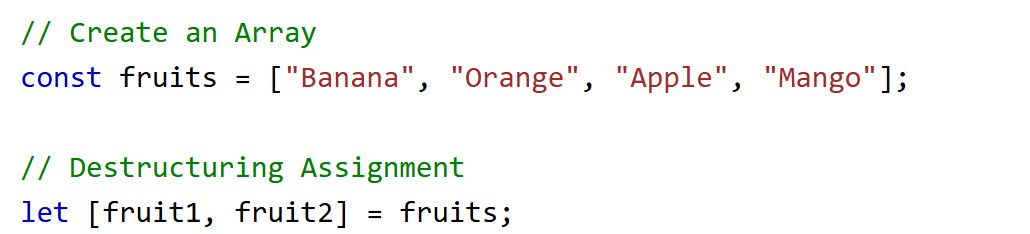 // Create an Array
const fruits = ["Banana", "Orange", "Apple", "Mango"];
// Destructuring Assignment
let [fruit1, fruit2] = fruits;